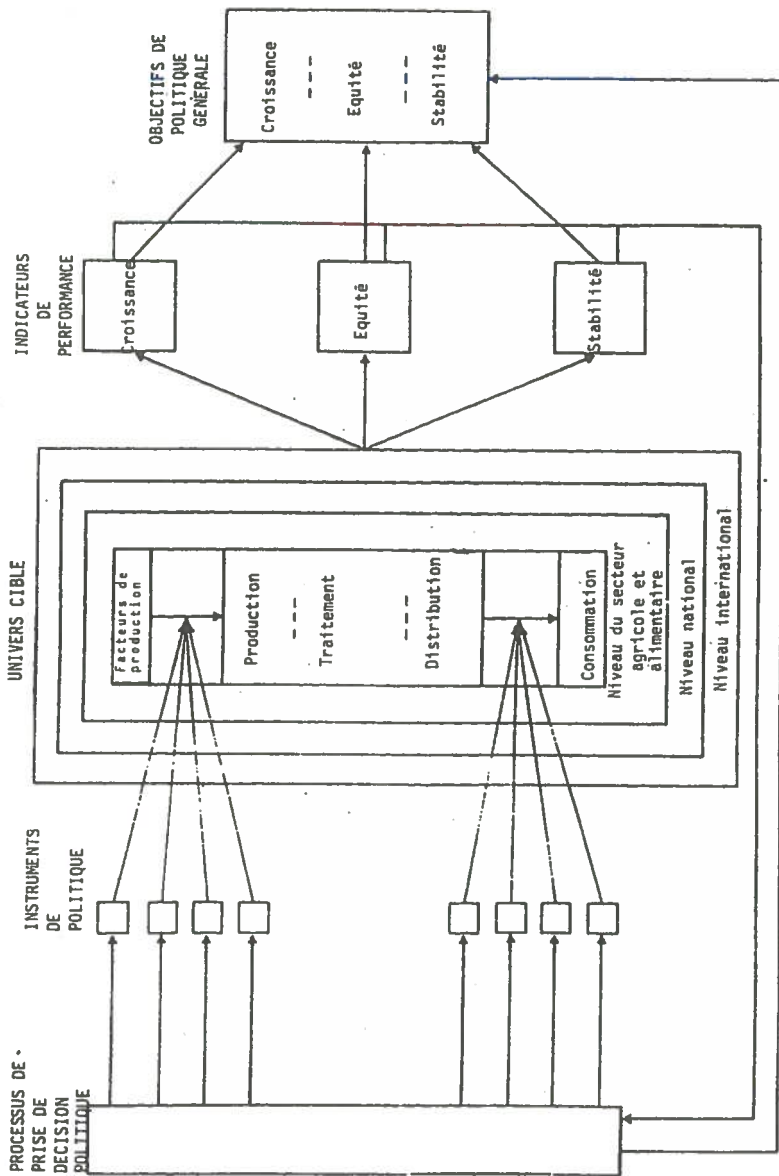 PROCESSUS DE
PRISE DE
DECISION
POLITIQUE
INSTRUMENTS
DE
POLITIQUE
UNIVERS CIBLE
Facteurs de
production
Production
---
Traitement
---
Distribution
Consommation
Niveau du secteur
agricole et
alimentaire
Niveau national
Niveau international
INDICATEURS
DE
PERFORMANCE
Croissance
Equité
Stabilité
OBJECTIFS DE
POLITIQUE
GENERALE
Croissance
---
Equité
---
Stabilité